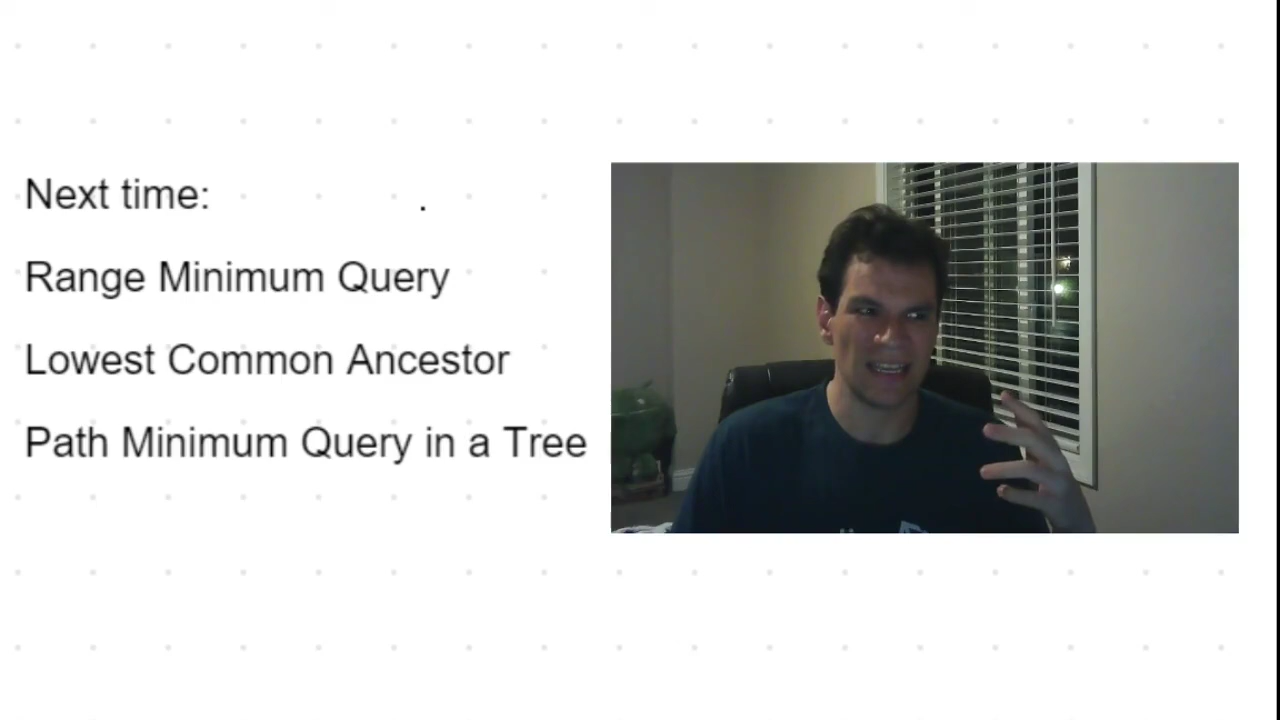 Next time:
Range Minimum Query
Lowest Common Ancestor
Path Minimum Query in a Tree